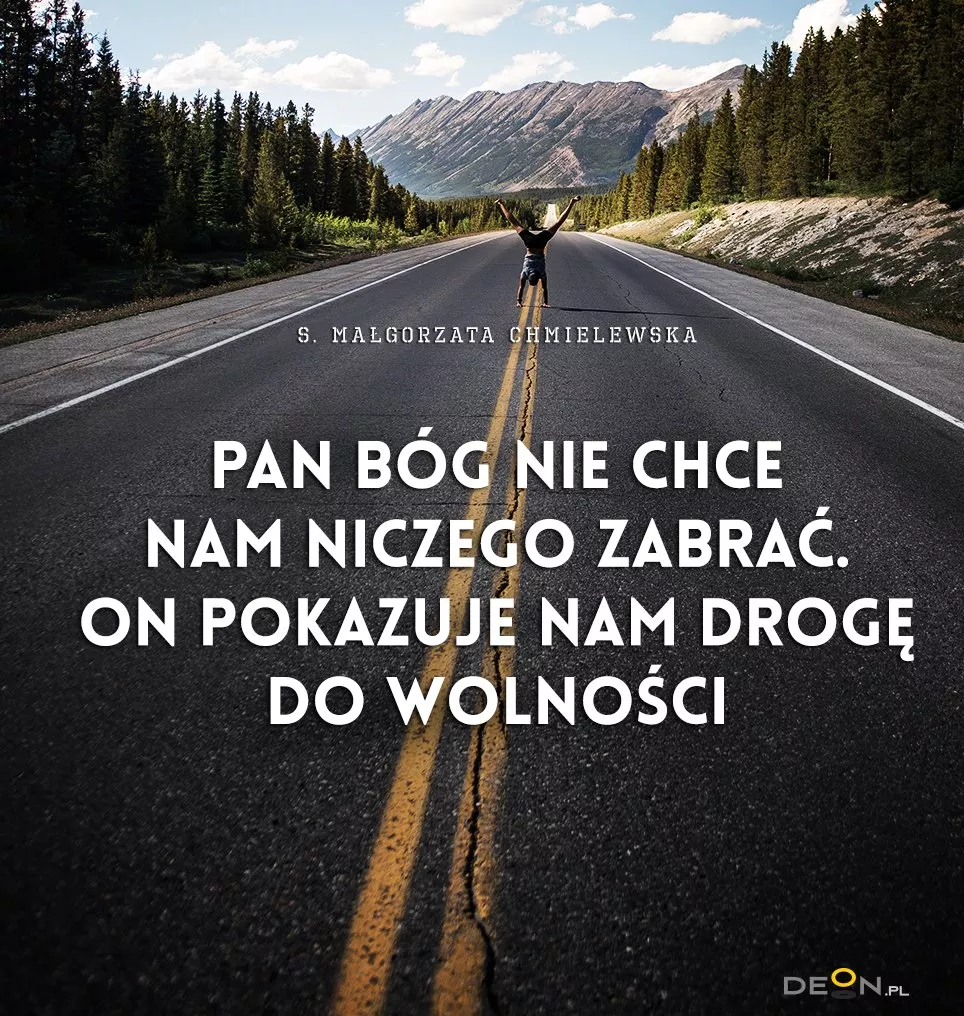 S. MAŁGORZATA CHMIELEWSKA
PAN BÓG NIE CHCE
NAM NICZEGO ZABRAĆ.
ON POKAZUJE NAM DROGĘ
DO WOLNOŚCI
DEON.PL